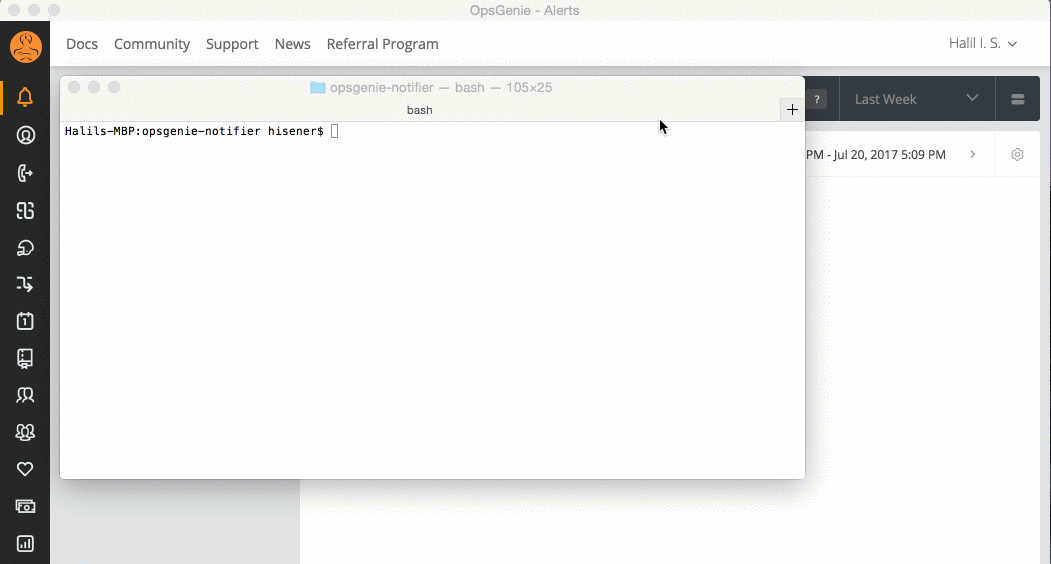 OpsGenie - Alerts
Docs Community Support News Referral Program Halil I. S.
opsgenie-notifier — bash — 105×25
? Last Week
bash +
Halils-MBP:opsgenie-notifier hisener$
PM - Jul 20, 2017 5:09 PM
1